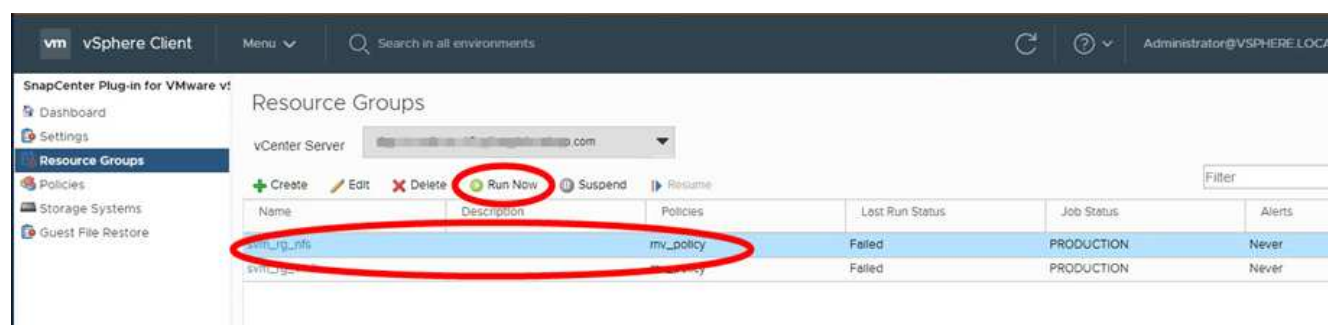 vm vSphere Client Menu Search in all environments Administrator@VSPHERE.LOCA
SnapCenter Plug-in for VMware vS
Dashboard
Settings
Resource Groups
Policies
Storage Systems
Guest File Restore
Resource Groups
vCenter Server .com
Create Edit Delete Run Now Suspend Resume Filter
Name Description Policies Last Run Status Job Status Alerts
svm_rg_nfs mv_policy Failed PRODUCTION Never
Failed PRODUCTION Never